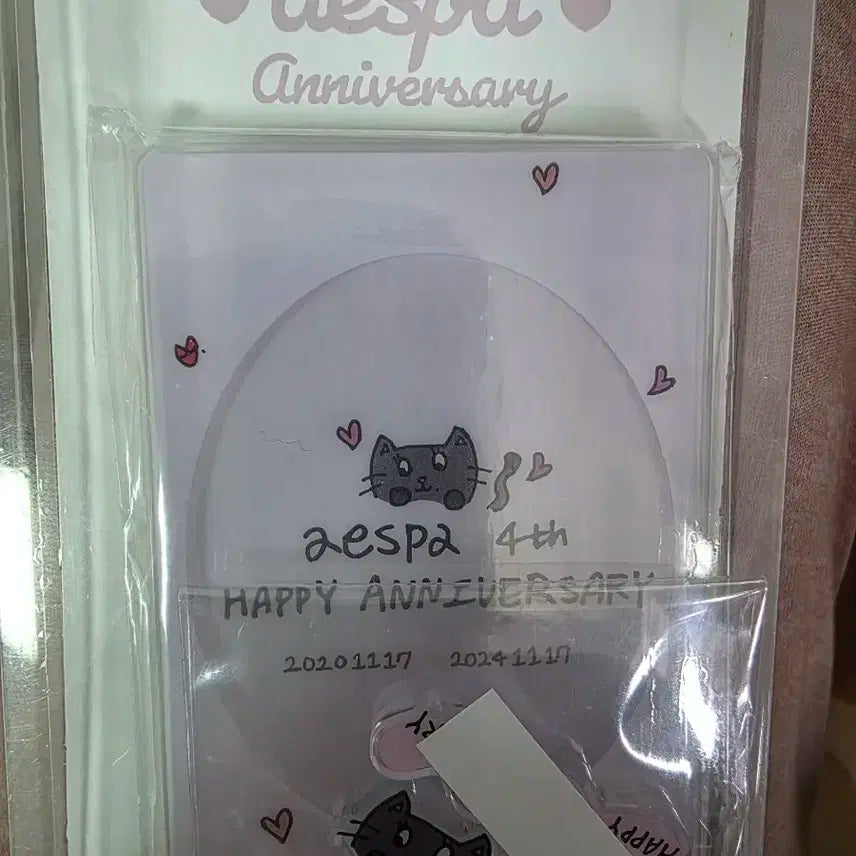 aespa
Anniversary
aespa 4th
HAPPY ANNIVERSARY
20201117 20241117
HAPPY